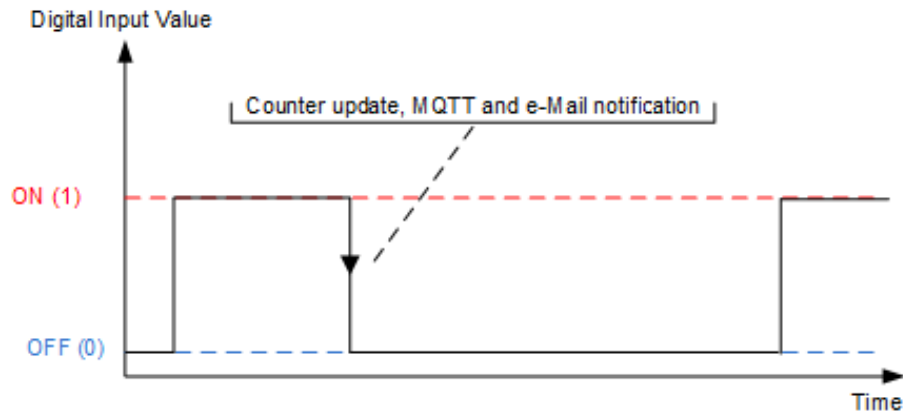 Digital Input Value
Counter update, MQTT and e-Mail notification
ON (1)
OFF (0)
Time